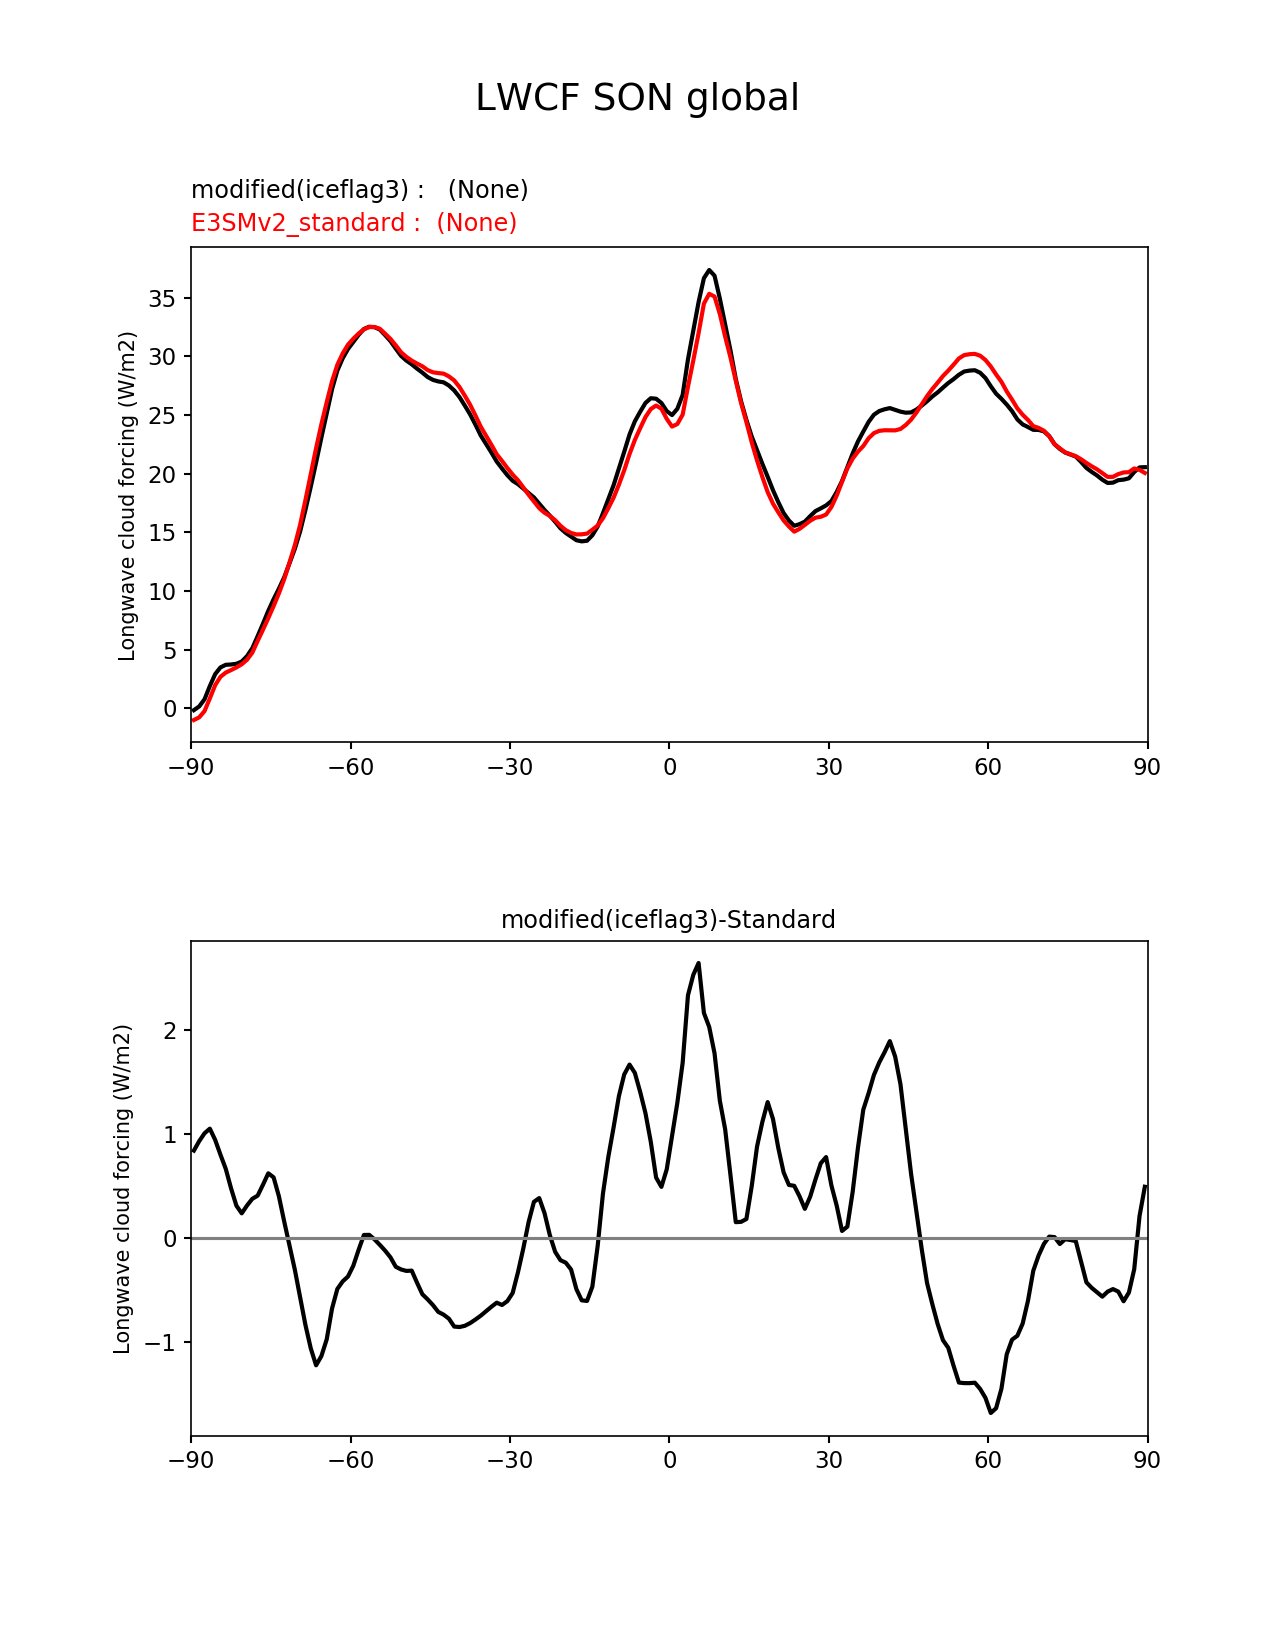 LWCF SON global
modified(iceflag3) :   (None)
E3SMv2_standard :  (None)
Longwave cloud forcing (W/m2)
35
30
25
20
15
10
5
0
−90 −60 −30 0 30 60 90
modified(iceflag3)-Standard
Longwave cloud forcing (W/m2)
2
1
0
−1
−90 −60 −30 0 30 60 90